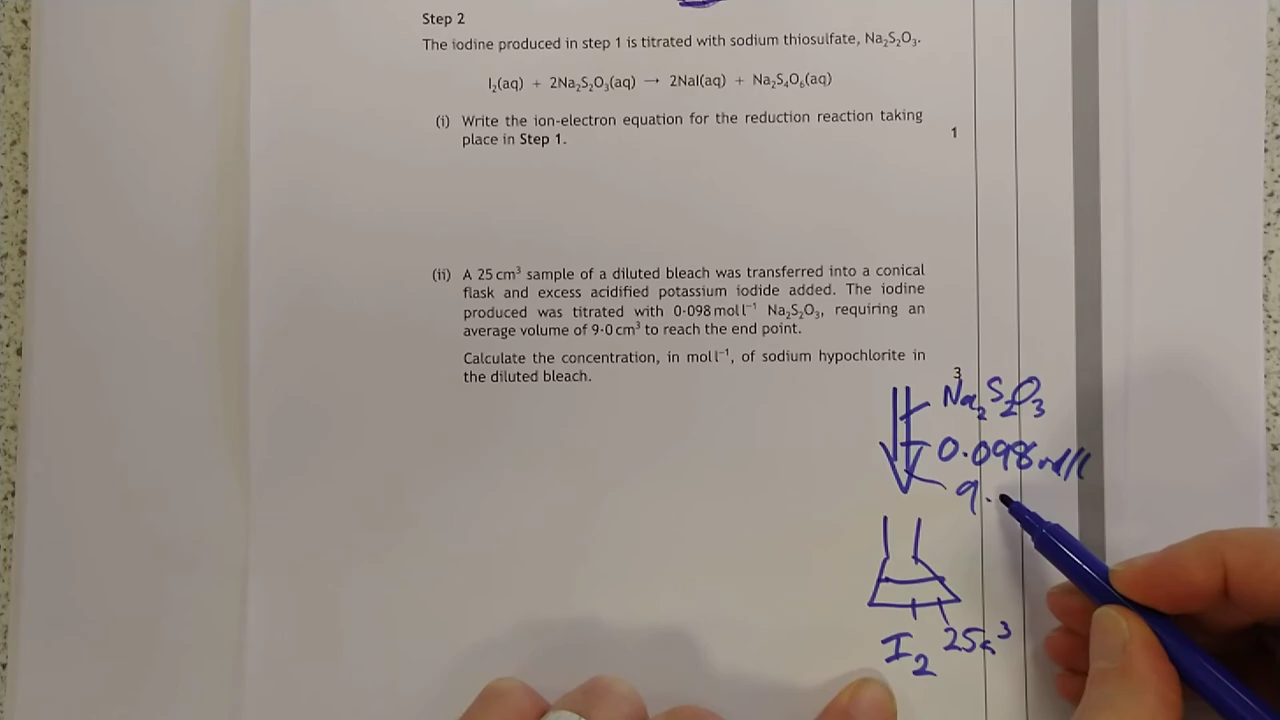 Step 2
The iodine produced in step 1 is titrated with sodium thiosulfate, Na₂S₂O₃.
I₂(aq) + 2Na₂S₂O₃(aq) → 2NaI(aq) + Na₂S₄O₆(aq)
(i) Write the ion-electron equation for the reduction reaction taking
place in Step 1.
1
(ii) A 25 cm³ sample of a diluted bleach was transferred into a conical
flask and excess acidified potassium iodide added. The iodine
produced was titrated with 0·098 mol l⁻¹ Na₂S₂O₃, requiring an
average volume of 9·0 cm³ to reach the end point.
Calculate the concentration, in mol l⁻¹, of sodium hypochlorite in
the diluted bleach.
3
Na₂S₂O₃
0.098 mol/l
9.
I₂ 25c³